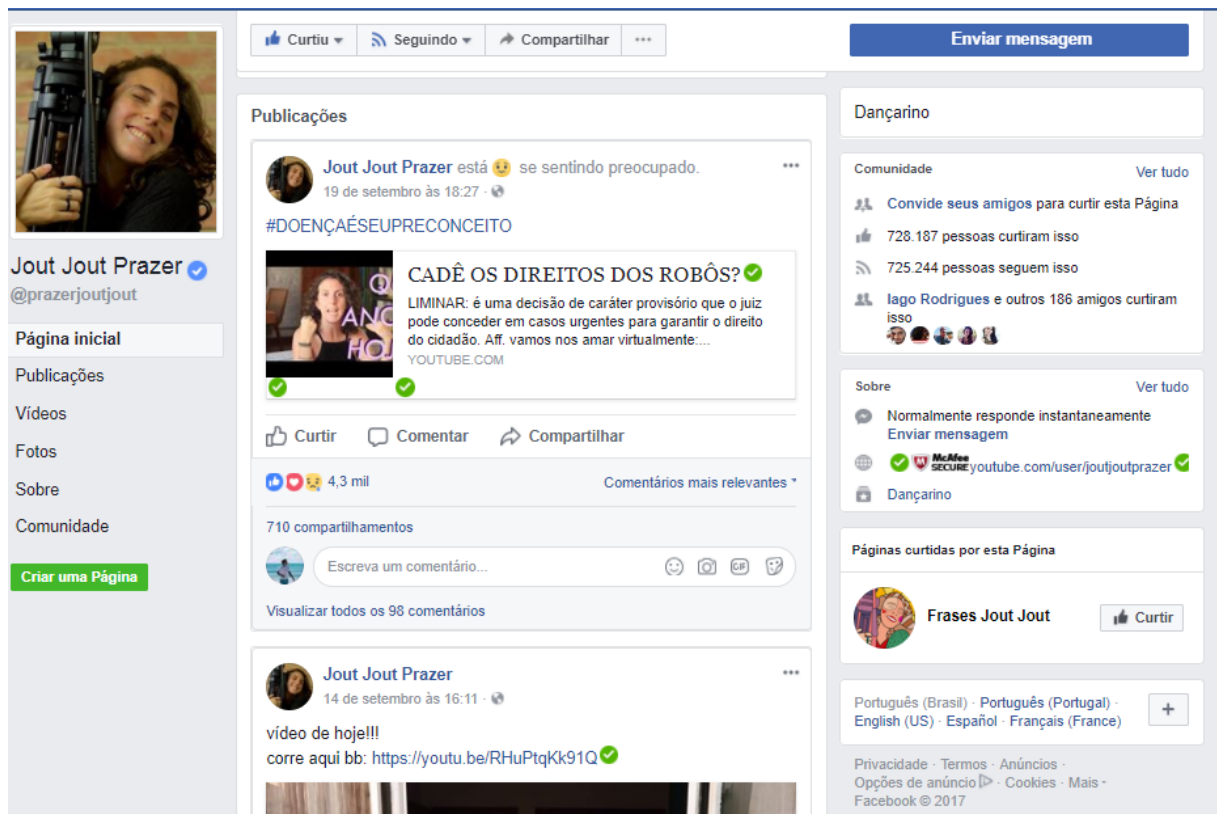 Curtiu
Seguindo
Compartilhar
Enviar mensagem
Jout Jout Prazer
@prazerjoutjout
Página inicial
Publicações
Vídeos
Fotos
Sobre
Comunidade
Criar uma Página
Publicações
Jout Jout Prazer está se sentindo preocupado.
19 de setembro às 18:27 ·
#DOENÇAÉSEUPRECONCEITO
ANO
HOJ
CADÊ OS DIREITOS DOS ROBÔS?
LIMINAR: é uma decisão de caráter provisório que o juiz
pode conceder em casos urgentes para garantir o direito
do cidadão. Aff. vamos nos amar virtualmente:...
YOUTUBE.COM
Curtir
Comentar
Compartilhar
4,3 mil
Comentários mais relevantes
710 compartilhamentos
Escreva um comentário...
GIF
Visualizar todos os 98 comentários
Jout Jout Prazer
14 de setembro às 16:11 ·
vídeo de hoje!!!
corre aqui bb: https://youtu.be/RHuPtqKk91Q
Dançarino
Comunidade
Ver tudo
Convide seus amigos para curtir esta Página
728.187 pessoas curtiram isso
725.244 pessoas seguem isso
Iago Rodrigues e outros 186 amigos curtiram
isso
Sobre
Ver tudo
Normalmente responde instantaneamente
Enviar mensagem
McAfee
SECURE youtube.com/user/joutjoutprazer
Dançarino
Páginas curtidas por esta Página
Frases Jout Jout
Curtir
Português (Brasil) · Português (Portugal) ·
English (US) · Español · Français (France)
+
Privacidade · Termos · Anúncios ·
Opções de anúncio · Cookies · Mais
Facebook © 2017